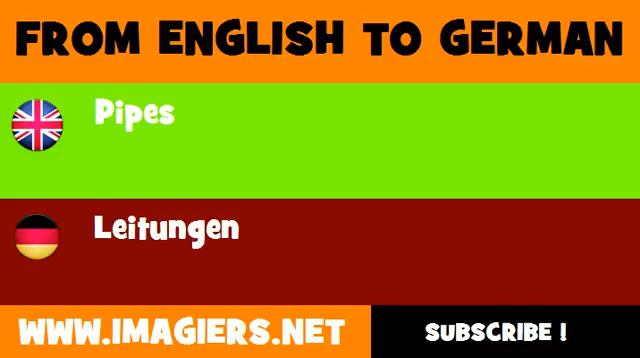 FROM ENGLISH TO GERMAN
Pipes
Leitungen
WWW.IMAGIERS.NET
SUBSCRIBE !